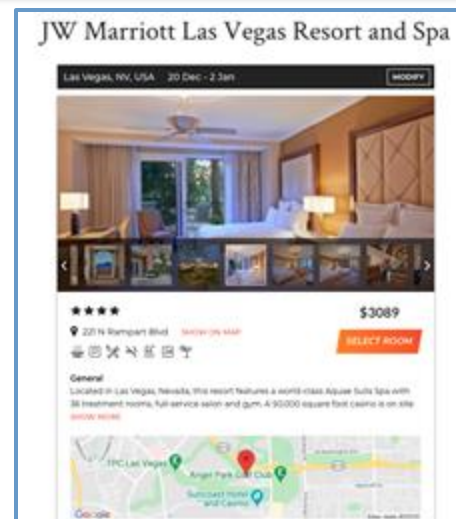 JW Marriott Las Vegas Resort and Spa
Las Vegas, NV, USA 20 Dec - 2 Jan MODIFY
$3089
221 N Rampart Blvd SHOW ON MAP
SELECT ROOM
General
Located in Las Vegas, Nevada, this resort features a world-class Aquae Sulis Spa with
36 treatment rooms, full-service salon and gym. A 50,000 square foot casino is on site
SHOW MORE
TPC Las Vegas
Angel Park Golf Club
Suncoast Hotel
and Casino
Google